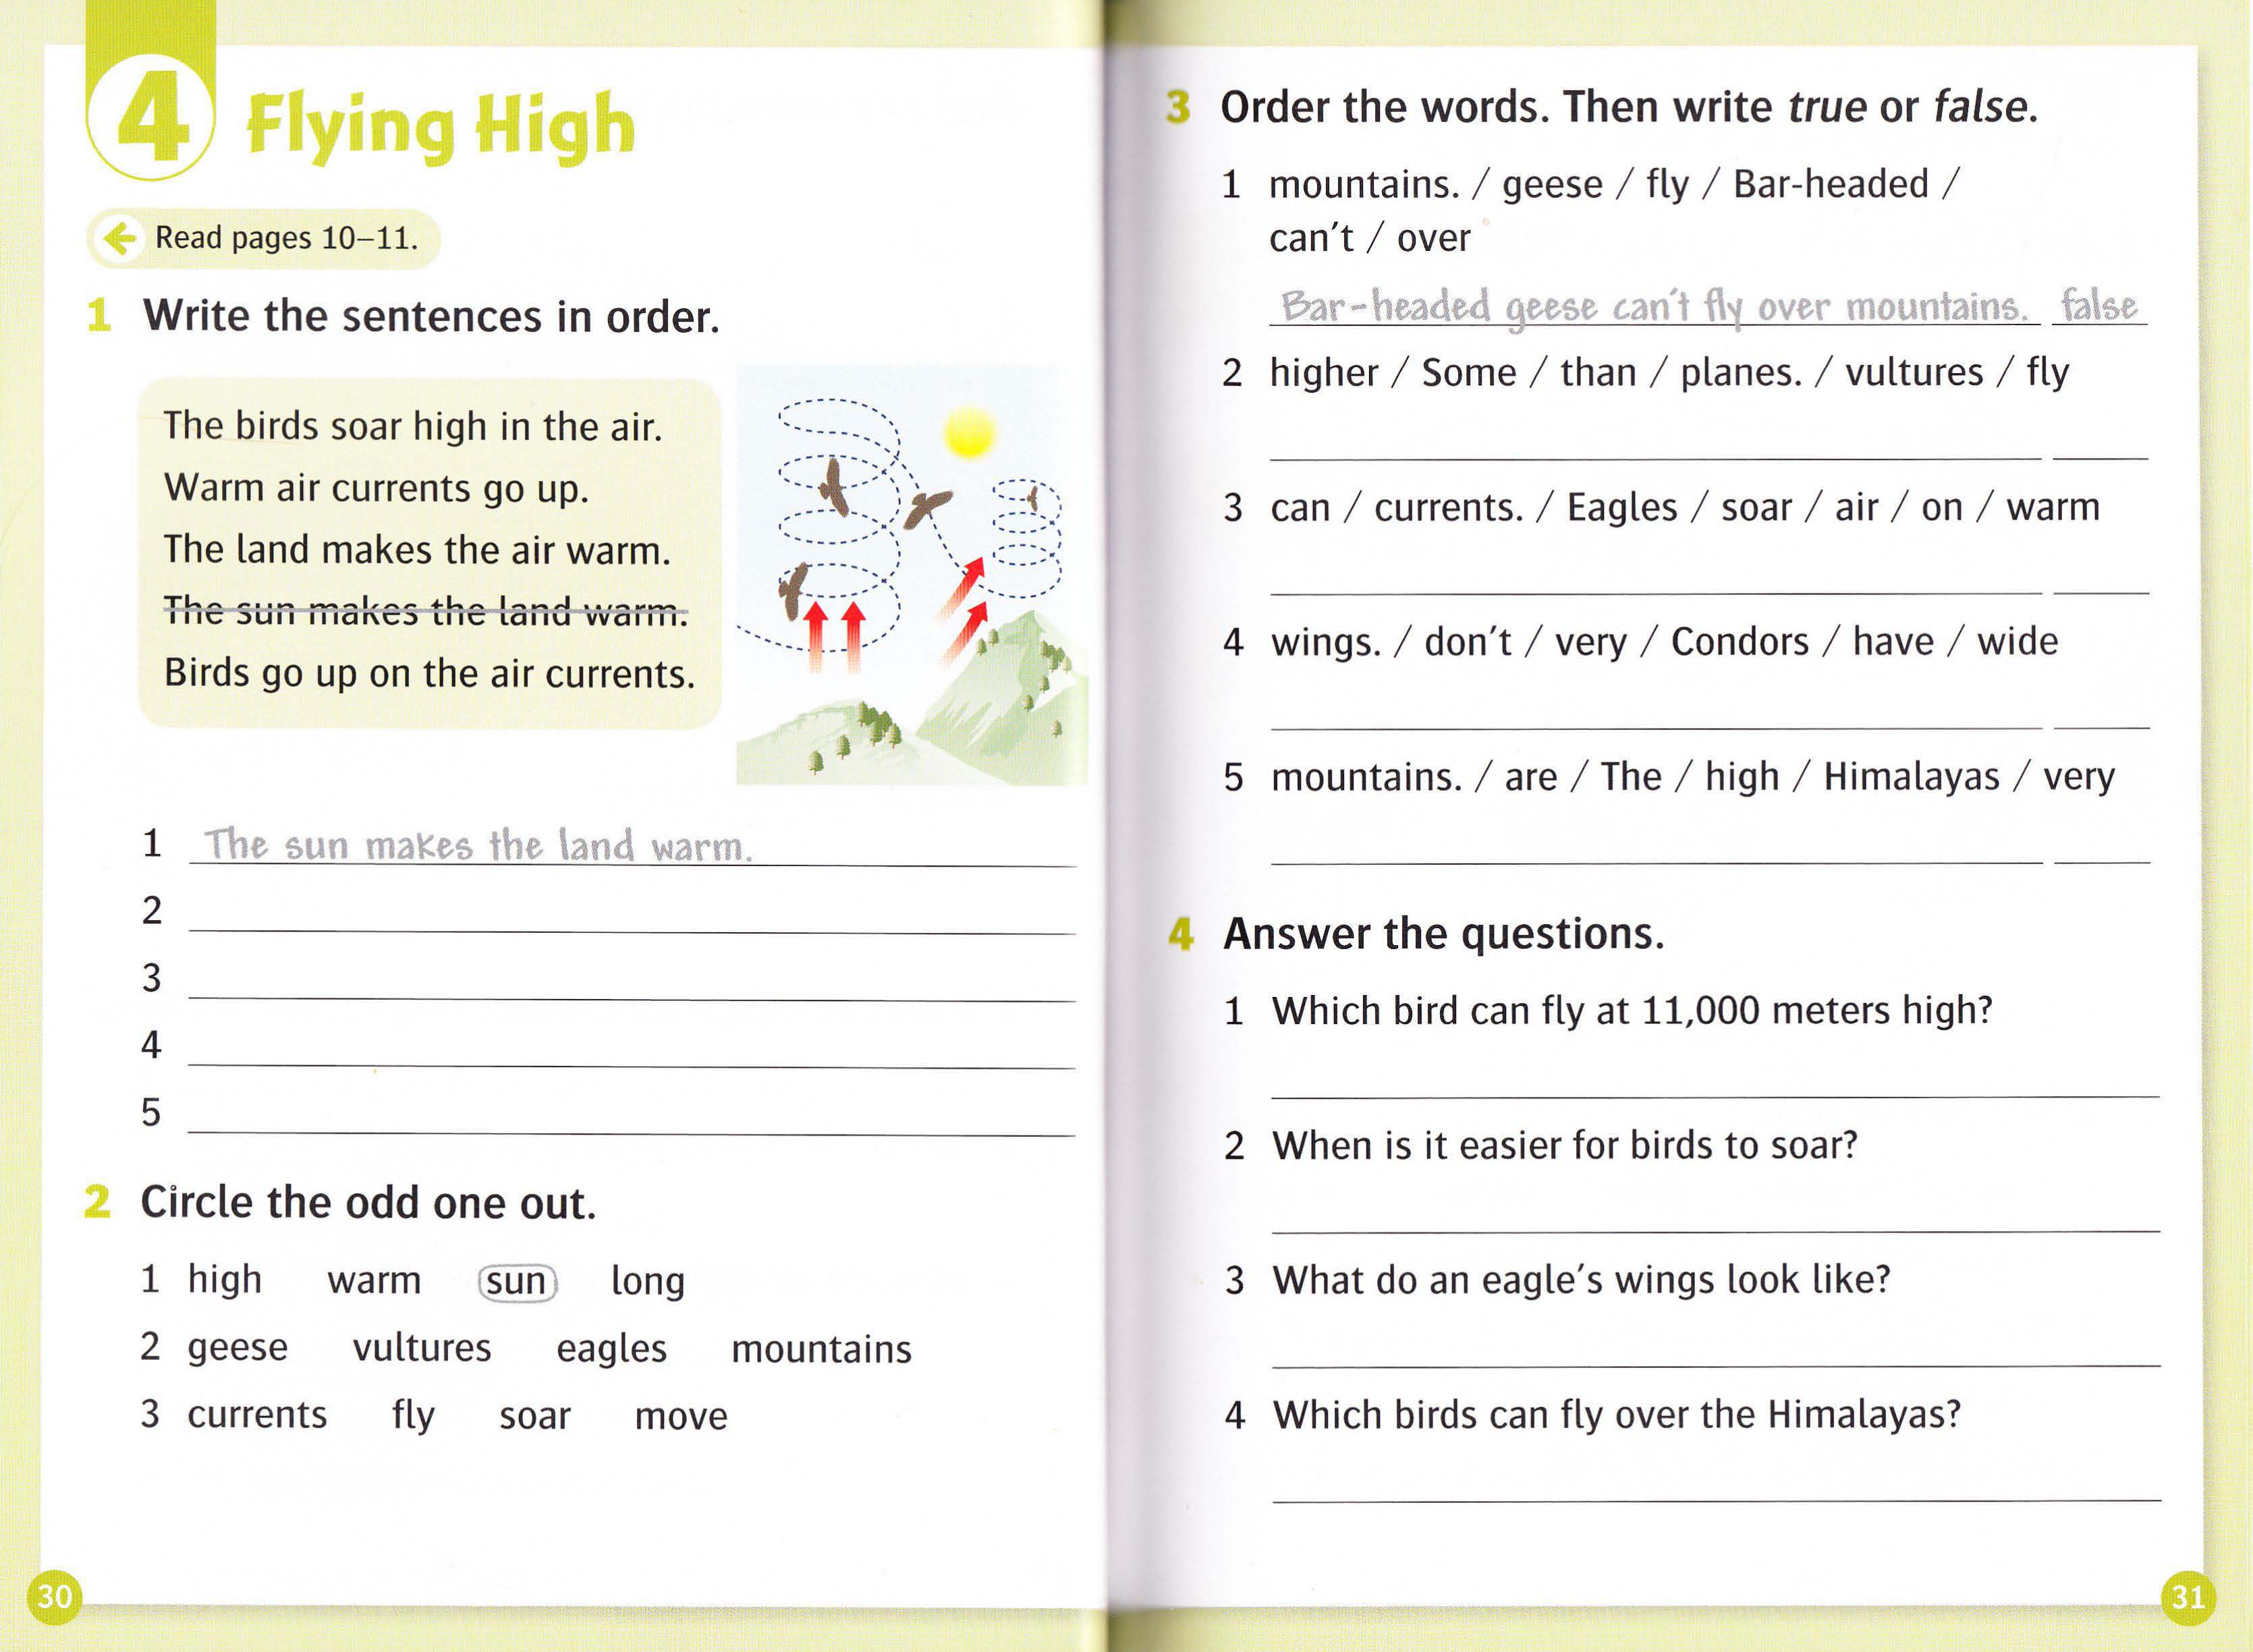 4 Flying High
Read pages 10–11.
1 Write the sentences in order.
The birds soar high in the air.
Warm air currents go up.
The land makes the air warm.
The sun makes the land warm.
Birds go up on the air currents.
1 The sun makes the land warm.
2
3
4
5
2 Circle the odd one out.
1 high warm sun long
2 geese vultures eagles mountains
3 currents fly soar move
30
3 Order the words. Then write true or false.
1 mountains. / geese / fly / Bar-headed /
can't / over
Bar-headed geese can't fly over mountains. false
2 higher / Some / than / planes. / vultures / fly
3 can / currents. / Eagles / soar / air / on / warm
4 wings. / don't / very / Condors / have / wide
5 mountains. / are / The / high / Himalayas / very
4 Answer the questions.
1 Which bird can fly at 11,000 meters high?
2 When is it easier for birds to soar?
3 What do an eagle's wings look like?
4 Which birds can fly over the Himalayas?
31